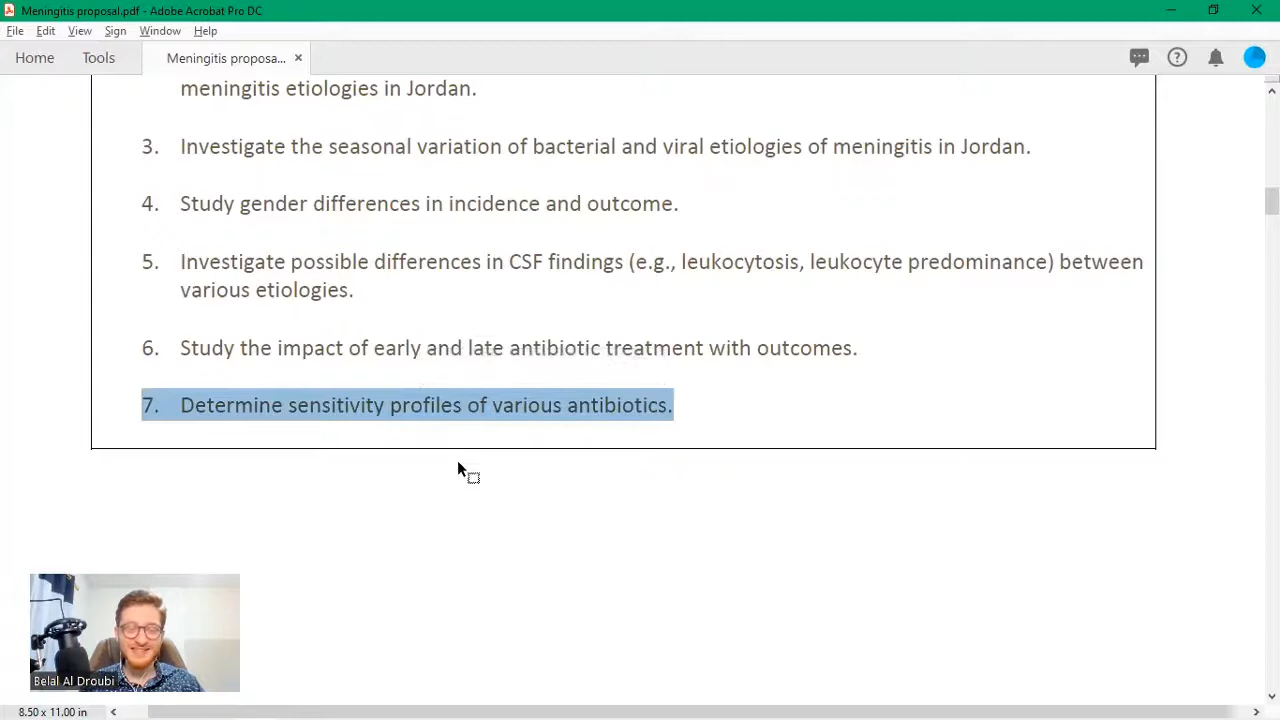 Meningitis proposal.pdf - Adobe Acrobat Pro DC
File Edit View Sign Window Help
Home Tools Meningitis proposa... ×
meningitis etiologies in Jordan.
3. Investigate the seasonal variation of bacterial and viral etiologies of meningitis in Jordan.
4. Study gender differences in incidence and outcome.
5. Investigate possible differences in CSF findings (e.g., leukocytosis, leukocyte predominance) between
various etiologies.
6. Study the impact of early and late antibiotic treatment with outcomes.
7. Determine sensitivity profiles of various antibiotics.
Belal Al Droubi
8.50 x 11.00 in